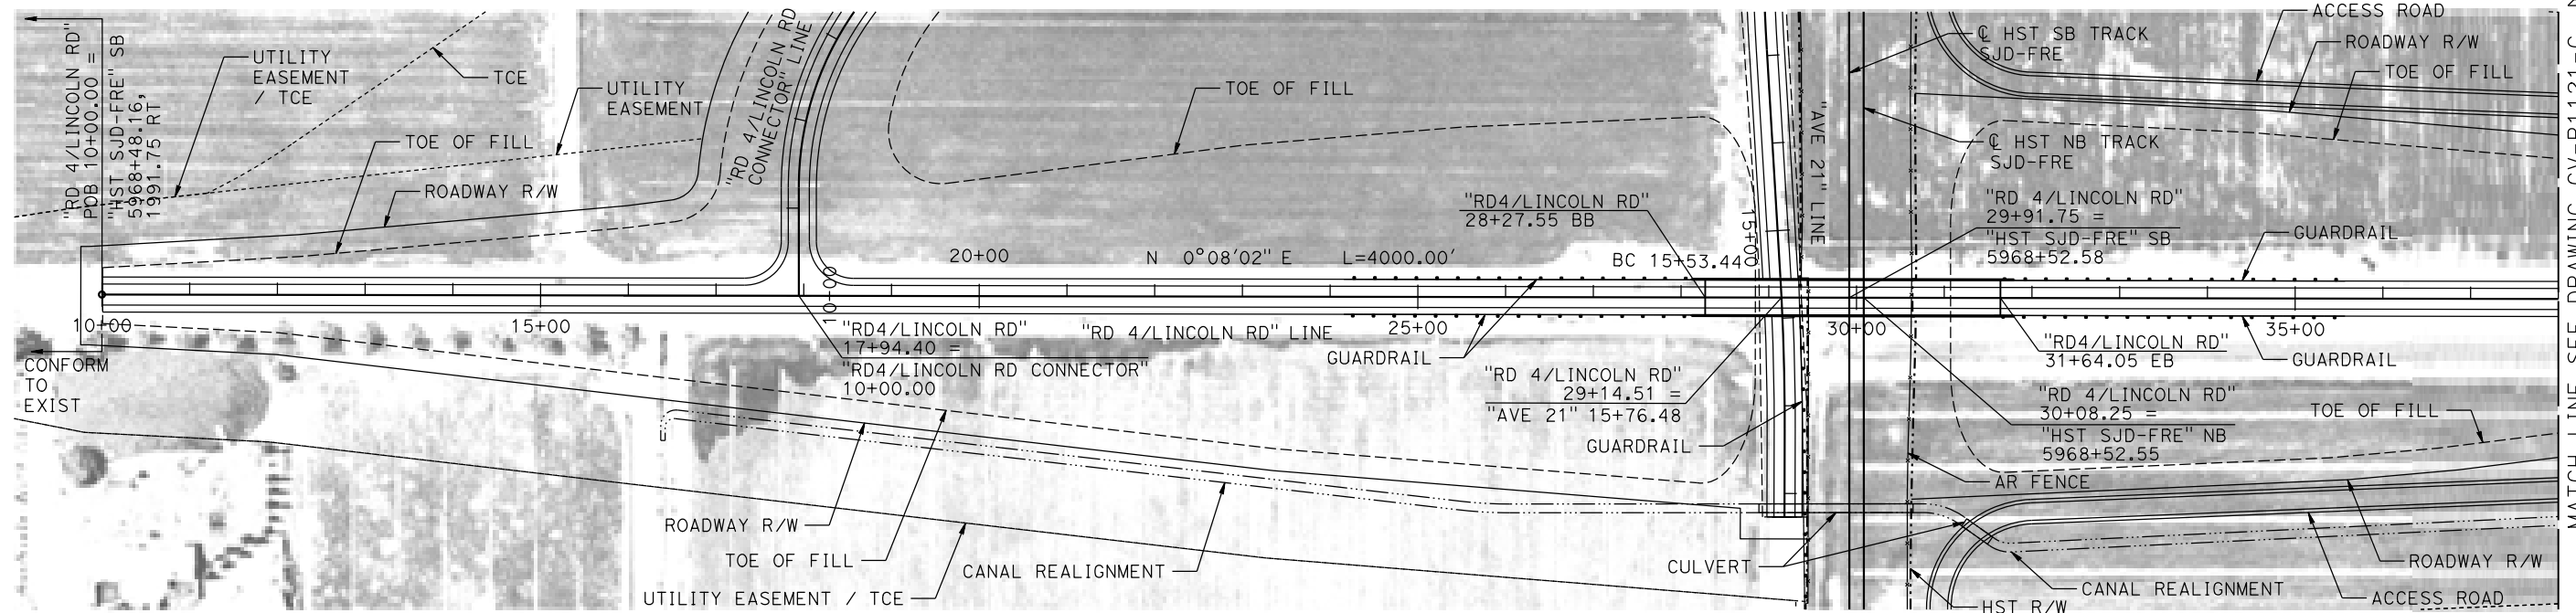 "RD 4/LINCOLN RD"
POB 10+00.00 =
"HST SJD-FRE" SB
5968+48.16,
1991.75 RT
UTILITY
EASEMENT
/ TCE
TCE
UTILITY
EASEMENT
TOE OF FILL
ROADWAY R/W
"RD 4/LINCOLN RD
CONNECTOR" LINE
TOE OF FILL
"AVE 21" LINE
15+00
℄ HST SB TRACK
SJD-FRE
℄ HST NB TRACK
SJD-FRE
ACCESS ROAD
ROADWAY R/W
TOE OF FILL
"RD4/LINCOLN RD"
28+27.55 BB
"RD 4/LINCOLN RD"
29+91.75 =
"HST SJD-FRE" SB
5968+52.58
GUARDRAIL
20+00
N 0°08'02" E
L=4000.00'
BC 15+53.44
10+00
10+00
15+00
25+00
30+00
35+00
CONFORM
TO
EXIST
"RD4/LINCOLN RD"
17+94.40 =
"RD4/LINCOLN RD CONNECTOR"
10+00.00
"RD 4/LINCOLN RD" LINE
GUARDRAIL
"RD 4/LINCOLN RD"
29+14.51 =
"AVE 21" 15+76.48
GUARDRAIL
"RD4/LINCOLN RD"
31+64.05 EB
GUARDRAIL
"RD 4/LINCOLN RD"
30+08.25 =
"HST SJD-FRE" NB
5968+52.55
TOE OF FILL
AR FENCE
ROADWAY R/W
TOE OF FILL
UTILITY EASEMENT / TCE
CANAL REALIGNMENT
CULVERT
ROADWAY R/W
CANAL REALIGNMENT
ACCESS ROAD
HST R/W
MATCH LINE SEE DRAWING